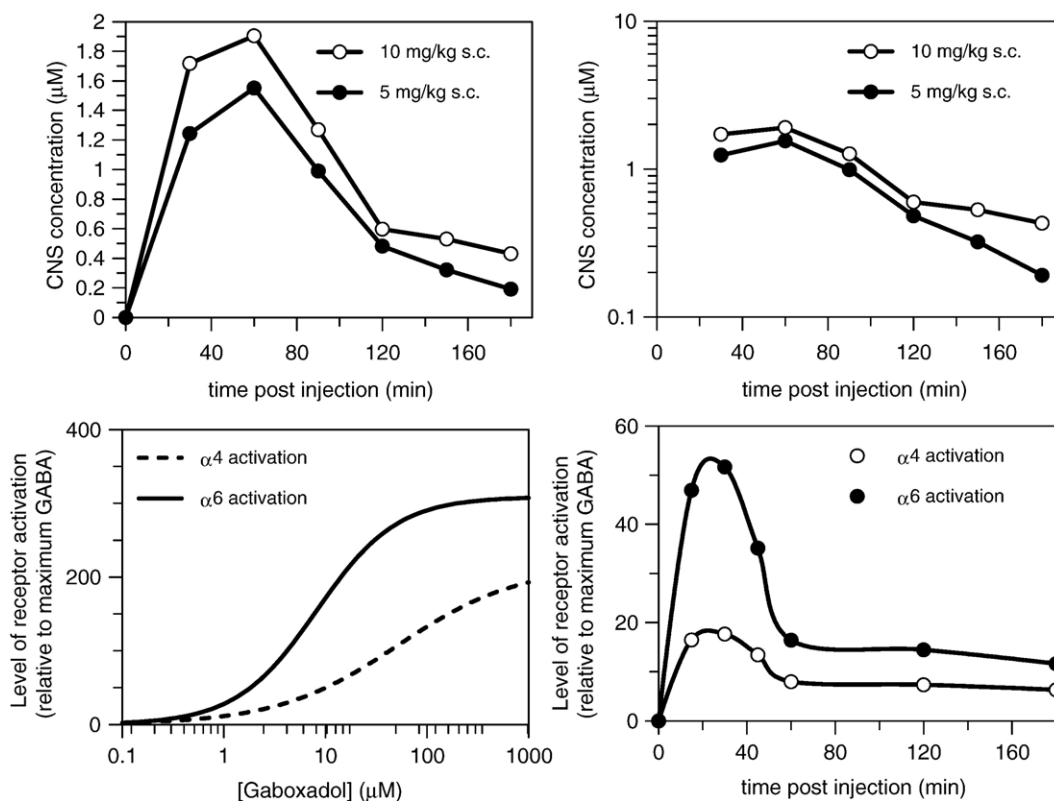 2
1.8
1.6
1.4
1.2
1
0.8
0.6
0.4
0.2
0
CNS concentration (μM)
10 mg/kg s.c.
5 mg/kg s.c.
0 40 80 120 160
time post injection (min)
10
1
0.1
CNS concentration (μM)
10 mg/kg s.c.
5 mg/kg s.c.
0 40 80 120 160
time post injection (min)
400
200
0
Level of receptor activation
(relative to maximum GABA)
α4 activation
α6 activation
0.1 1 10 100 1000
[Gaboxadol] (μM)
60
40
20
0
Level of receptor activation
(relative to maximum GABA)
α4 activation
α6 activation
0 40 80 120 160
time post injection (min)